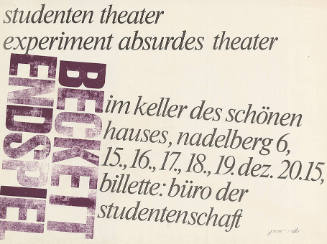 studenten theater
experiment absurdes theater
BECKETT
ENDSPIEL
im keller des schönen
hauses, nadelberg 6,
15., 16., 17., 18., 19. dez. 20.15,
billette: büro der
studentenschaft